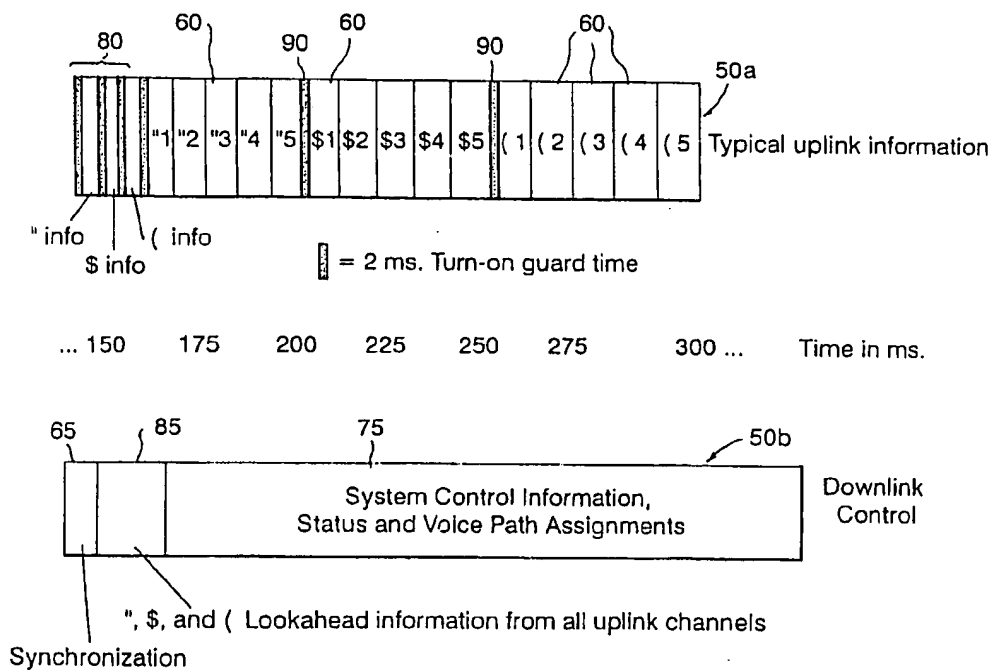 80 60 90 60 90 60
50a
"1 "2 "3 "4 "5 $1 $2 $3 $4 $5 ( 1 ( 2 ( 3 ( 4 ( 5 Typical uplink information
" info ( info
$ info
= 2 ms. Turn-on guard time
... 150 175 200 225 250 275 300 ... Time in ms.
65 85 75 50b
System Control Information,
Status and Voice Path Assignments
Downlink
Control
", $, and ( Lookahead information from all uplink channels
Synchronization